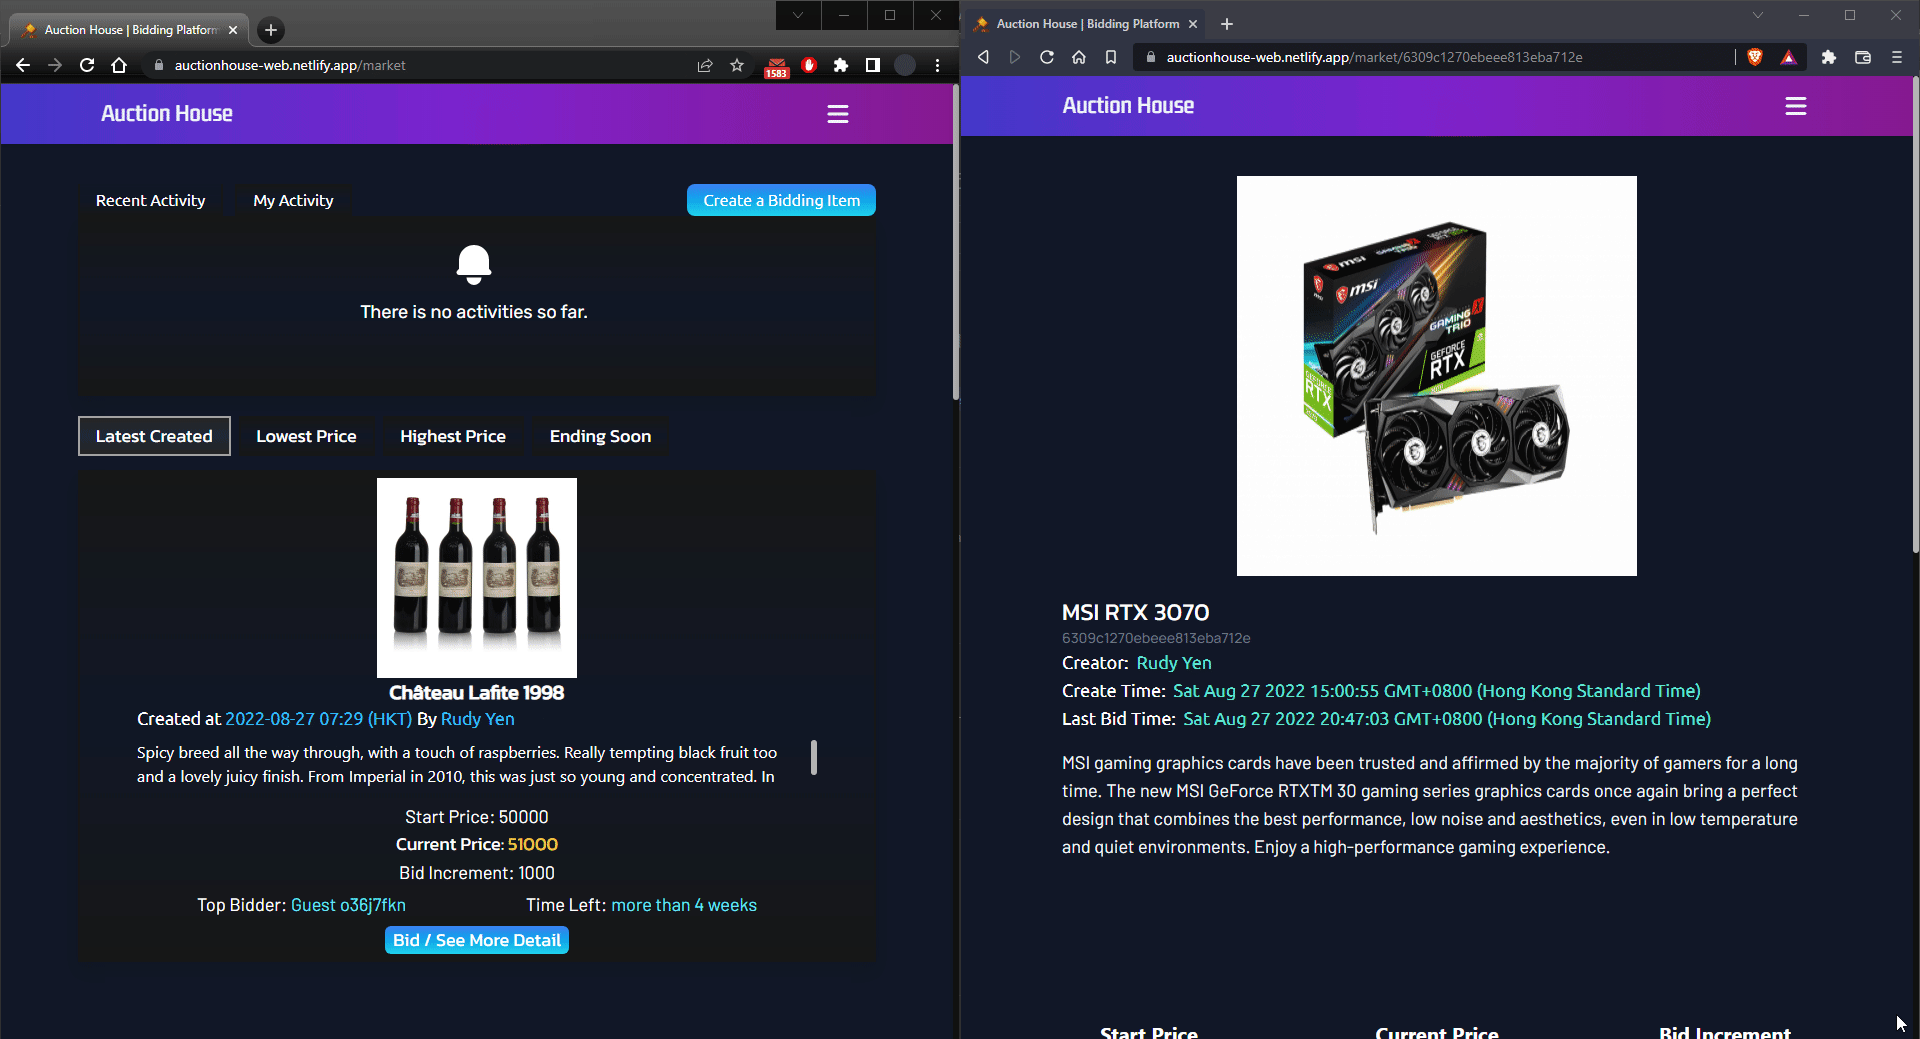 Auction House | Bidding Platform
auctionhouse-web.netlify.app/market
1583
Auction House
Recent Activity
My Activity
Create a Bidding Item
There is no activities so far.
Latest Created
Lowest Price
Highest Price
Ending Soon
Château Lafite 1998
Created at 2022-08-27 07:29 (HKT) By Rudy Yen
Spicy breed all the way through, with a touch of raspberries. Really tempting black fruit too
and a lovely juicy finish. From Imperial in 2010, this was just so young and concentrated. In
Start Price: 50000
Current Price: 51000
Bid Increment: 1000
Top Bidder: Guest o36j7fkn
Time Left: more than 4 weeks
Bid / See More Detail
Auction House | Bidding Platform
auctionhouse-web.netlify.app/market/6309c1270ebeee813eba712e
Auction House
msi
msi
GAMING X
TRIO
GEFORCE
RTX
GEFORCE
RTX
MSI RTX 3070
6309c1270ebeee813eba712e
Creator: Rudy Yen
Create Time: Sat Aug 27 2022 15:00:55 GMT+0800 (Hong Kong Standard Time)
Last Bid Time: Sat Aug 27 2022 20:47:03 GMT+0800 (Hong Kong Standard Time)
MSI gaming graphics cards have been trusted and affirmed by the majority of gamers for a long
time. The new MSI GeForce RTXTM 30 gaming series graphics cards once again bring a perfect
design that combines the best performance, low noise and aesthetics, even in low temperature
and quiet environments. Enjoy a high-performance gaming experience.
Start Price
Current Price
Bid Increment